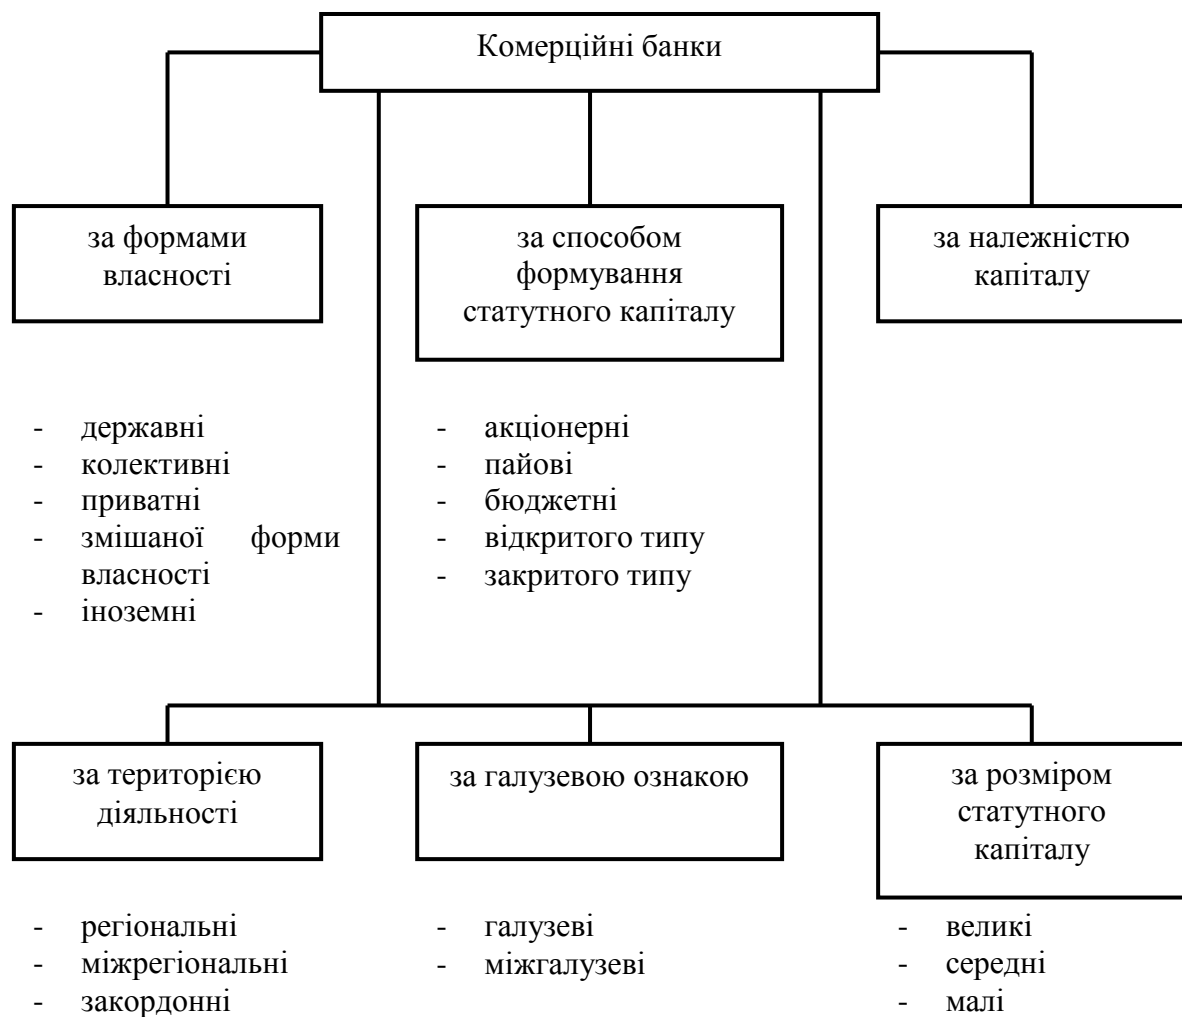 Комерційні банки
за формами
власності
за способом
формування
статутного капіталу
за належністю
капіталу
- державні
- колективні
- приватні
- змішаної форми
власності
- іноземні
- акціонерні
- пайові
- бюджетні
- відкритого типу
- закритого типу
за територією
діяльності
за галузевою ознакою
за розміром
статутного
капіталу
- регіональні
- міжрегіональні
- закордонні
- галузеві
- міжгалузеві
- великі
- середні
- малі